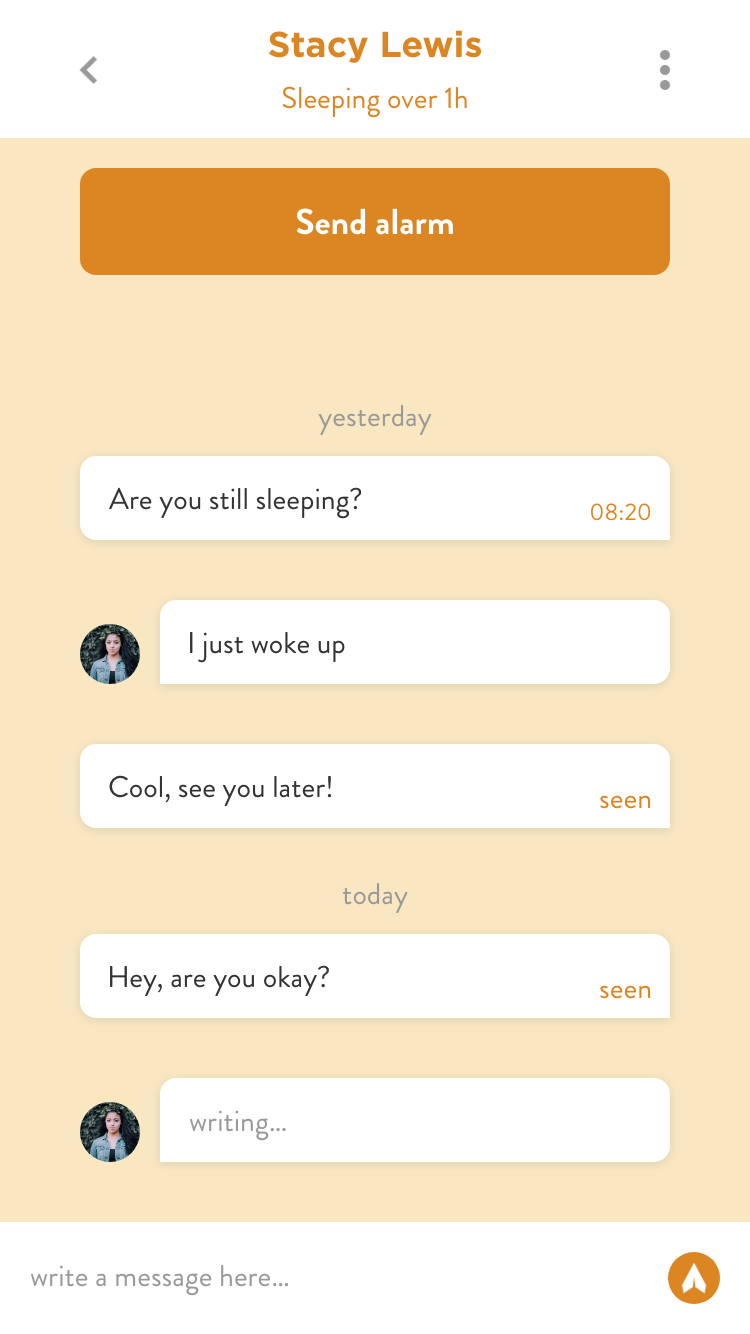 Stacy Lewis
Sleeping over 1h
Send alarm
yesterday
Are you still sleeping?
08:20
I just woke up
Cool, see you later!
seen
today
Hey, are you okay?
seen
writing...
write a message here...